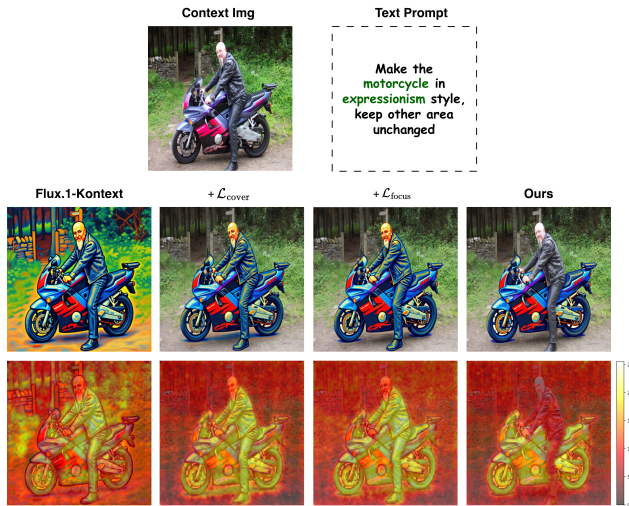 Context Img
Text Prompt
Make the
motorcycle in
expressionism style,
keep other area
unchanged
Flux.1-Kontext
+ ℒcover
+ ℒfocus
Ours